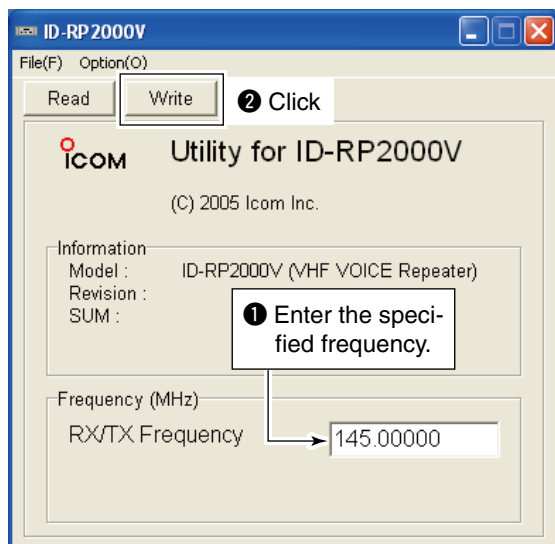 ID-RP2000V
File(F) Option(O)
Read Write ❷ Click
ICOM Utility for ID-RP2000V
(C) 2005 Icom Inc.
Information
Model : ID-RP2000V (VHF VOICE Repeater)
Revision :
SUM :
❶ Enter the speci-
fied frequency.
Frequency (MHz)
RX/TX Frequency 145.00000